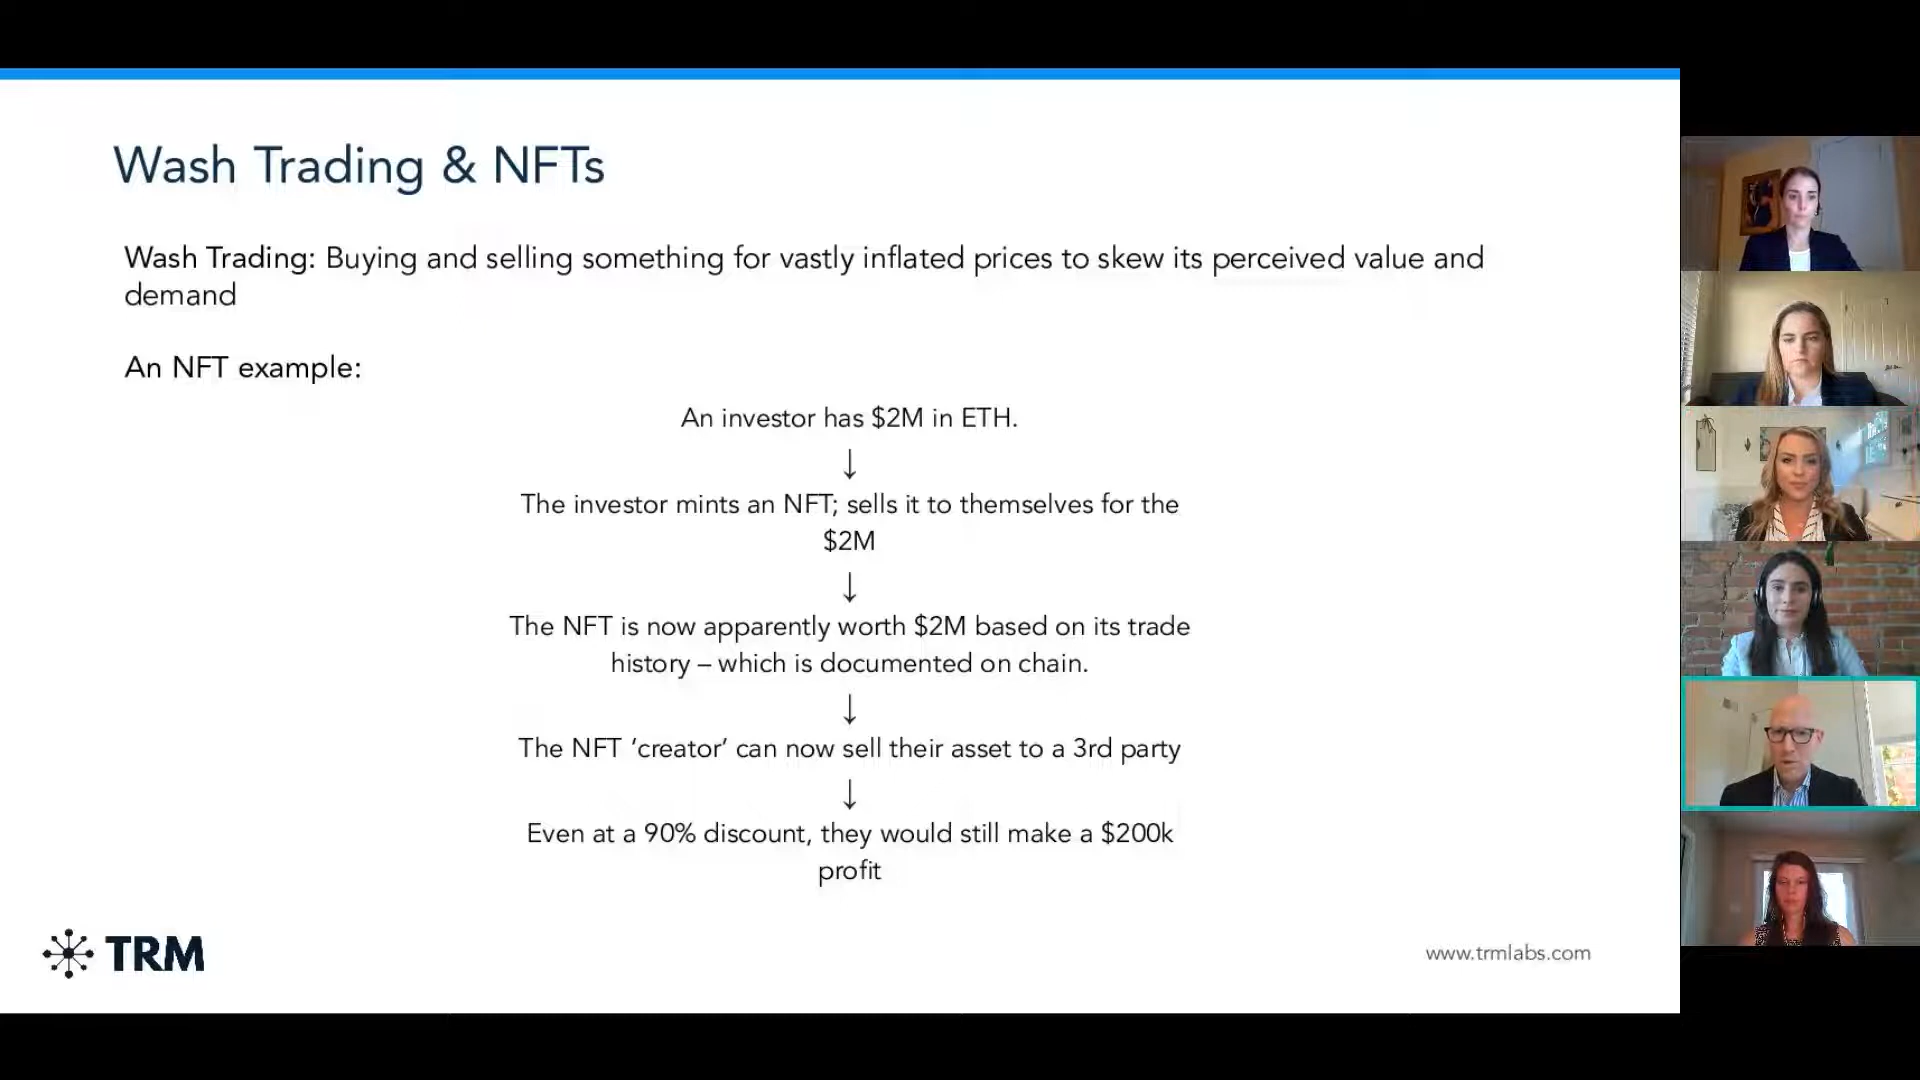 Wash Trading & NFTs
Wash Trading: Buying and selling something for vastly inflated prices to skew its perceived value and
demand
An NFT example:
An investor has $2M in ETH.
↓
The investor mints an NFT; sells it to themselves for the
$2M
↓
The NFT is now apparently worth $2M based on its trade
history – which is documented on chain.
↓
The NFT ‘creator’ can now sell their asset to a 3rd party
↓
Even at a 90% discount, they would still make a $200k
profit
TRM
www.trmlabs.com